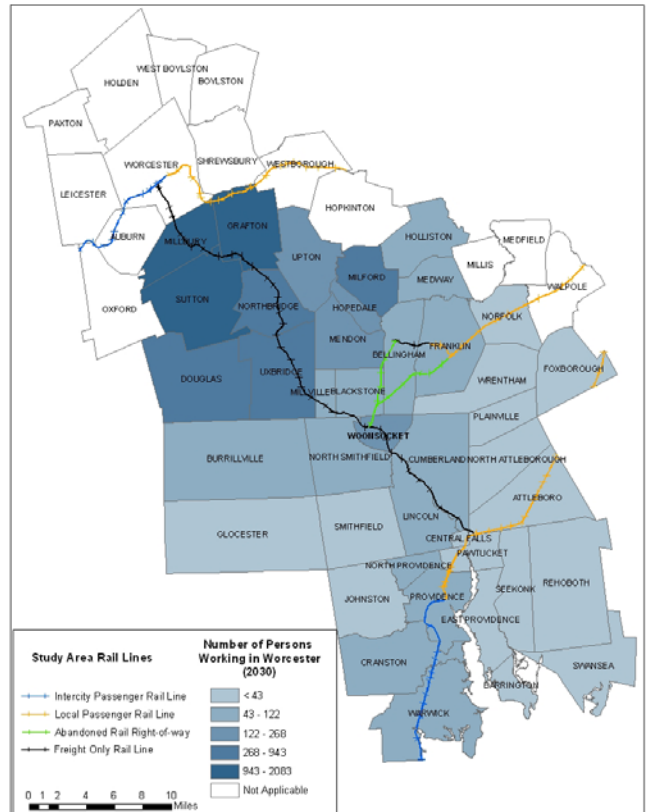 WEST BOYLSTON
HOLDEN
BOYLSTON
PAXTON
WORCESTER
SHREWSBURY
WESTBOROUGH
LEICESTER
HOPKINTON
AUBURN
GRAFTON
MILLBURY
HOLLISTON
MEDFIELD
UPTON
MILLIS
MILFORD
MEDWAY
WALPOLE
SUTTON
OXFORD
NORTHBRIDGE
HOPEDALE
NORFOLK
MENDON
FRANKLIN
BELLINGHAM
FOXBOROUGH
UXBRIDGE
DOUGLAS
WRENTHAM
MILLVILLE
BLACKSTONE
PLAINVILLE
WOONSOCKET
BURRILLVILLE
NORTH SMITHFIELD
CUMBERLAND
NORTH ATTLEBOROUGH
ATTLEBORO
GLOCESTER
SMITHFIELD
LINCOLN
CENTRAL FALLS
PAWTUCKET
NORTH PROVIDENCE
SEEKONK
REHOBOTH
JOHNSTON
PROVIDENCE
EAST PROVIDENCE
CRANSTON
SWANSEA
BARRINGTON
WARWICK
Study Area Rail Lines
Intercity Passenger Rail Line
Local Passenger Rail Line
Abandoned Rail Right-of-way
Freight Only Rail Line
0 1 2 4 6 8 10
Miles
Number of Persons
Working in Worcester
(2030)
< 43
43 - 122
122 - 268
268 - 943
943 - 2083
Not Applicable